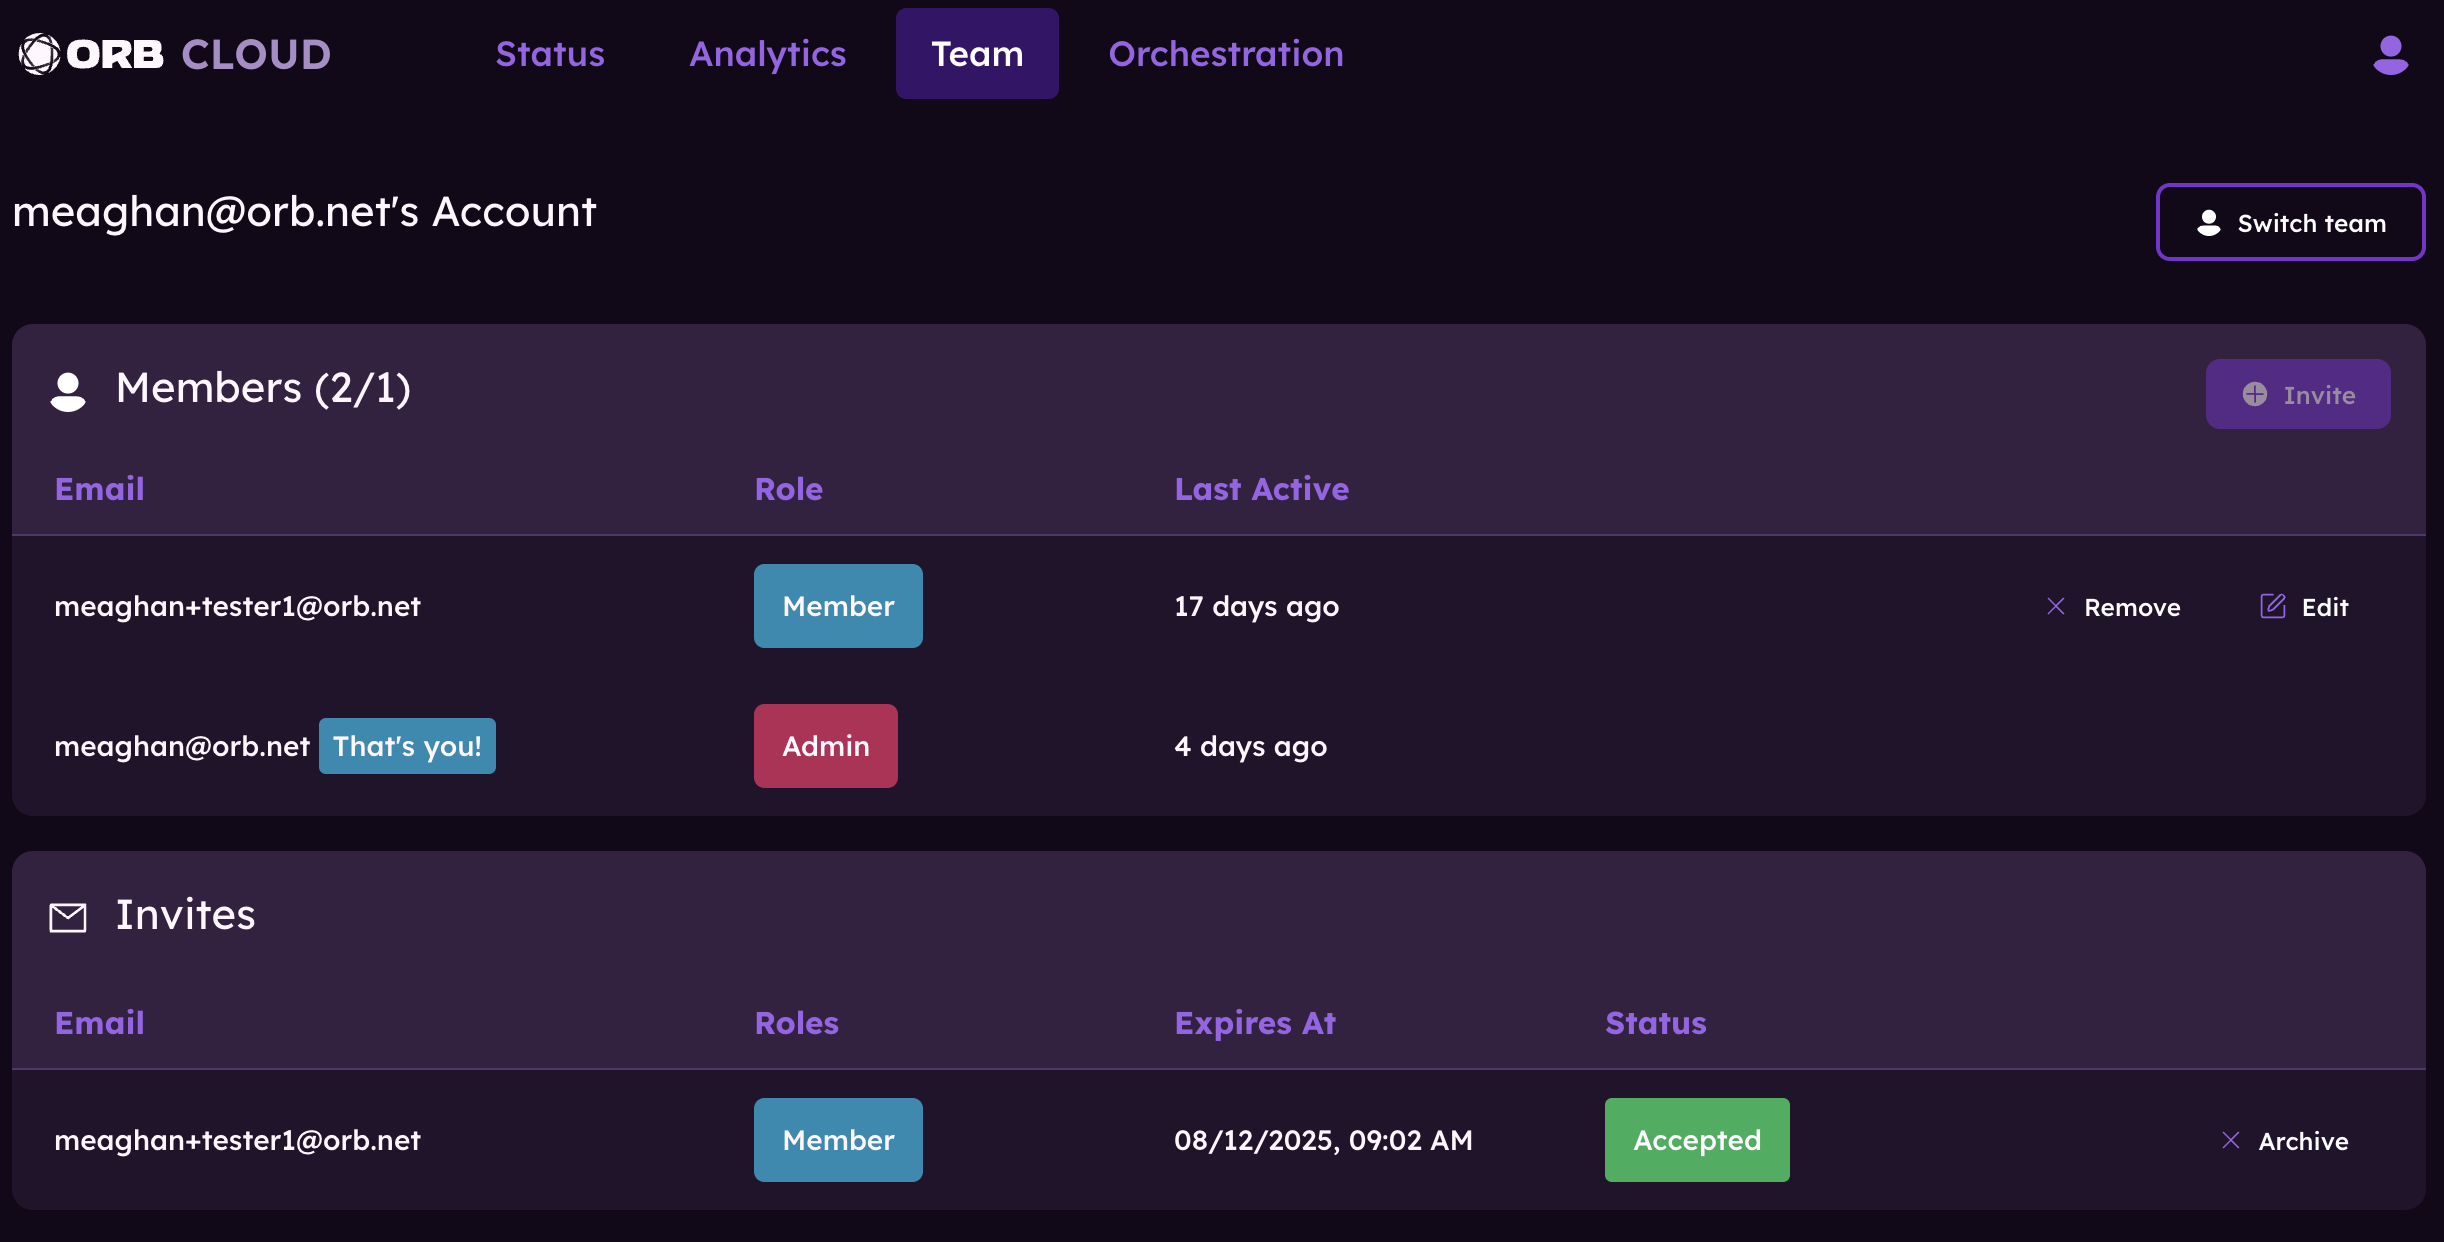 ORB CLOUD Status Analytics Team Orchestration
meaghan@orb.net's Account
Switch team
Members (2/1)
Invite
Email Role Last Active
meaghan+tester1@orb.net Member 17 days ago Remove Edit
meaghan@orb.net That's you! Admin 4 days ago
Invites
Email Roles Expires At Status
meaghan+tester1@orb.net Member 08/12/2025, 09:02 AM Accepted Archive